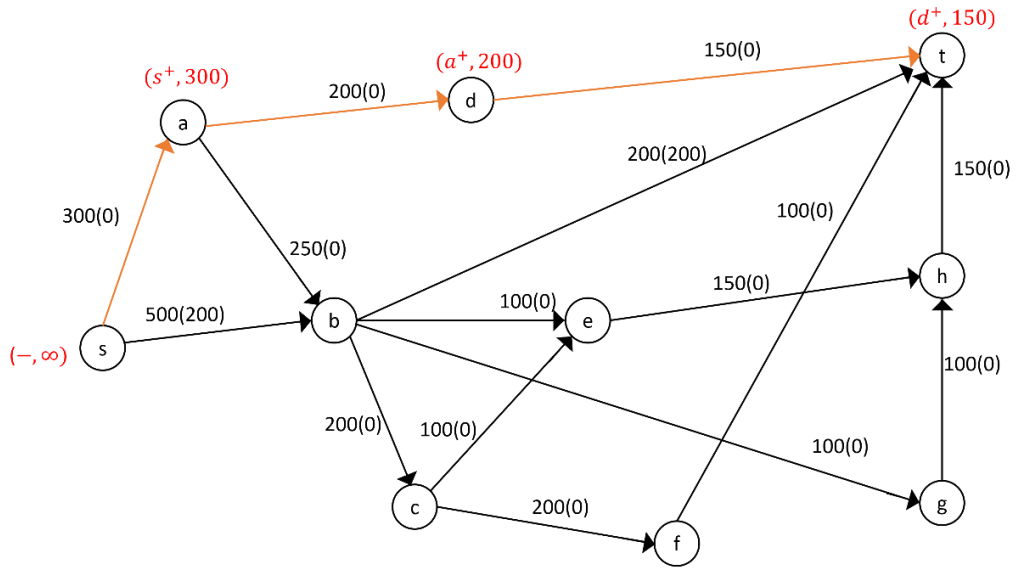 (d⁺, 150)
t
150(0)
(a⁺, 200)
(s⁺, 300)
200(0)
d
a
200(200)
150(0)
100(0)
300(0)
250(0)
150(0)
h
500(200)
100(0)
b
e
s
(−, ∞)
100(0)
200(0)
100(0)
100(0)
g
c
200(0)
f